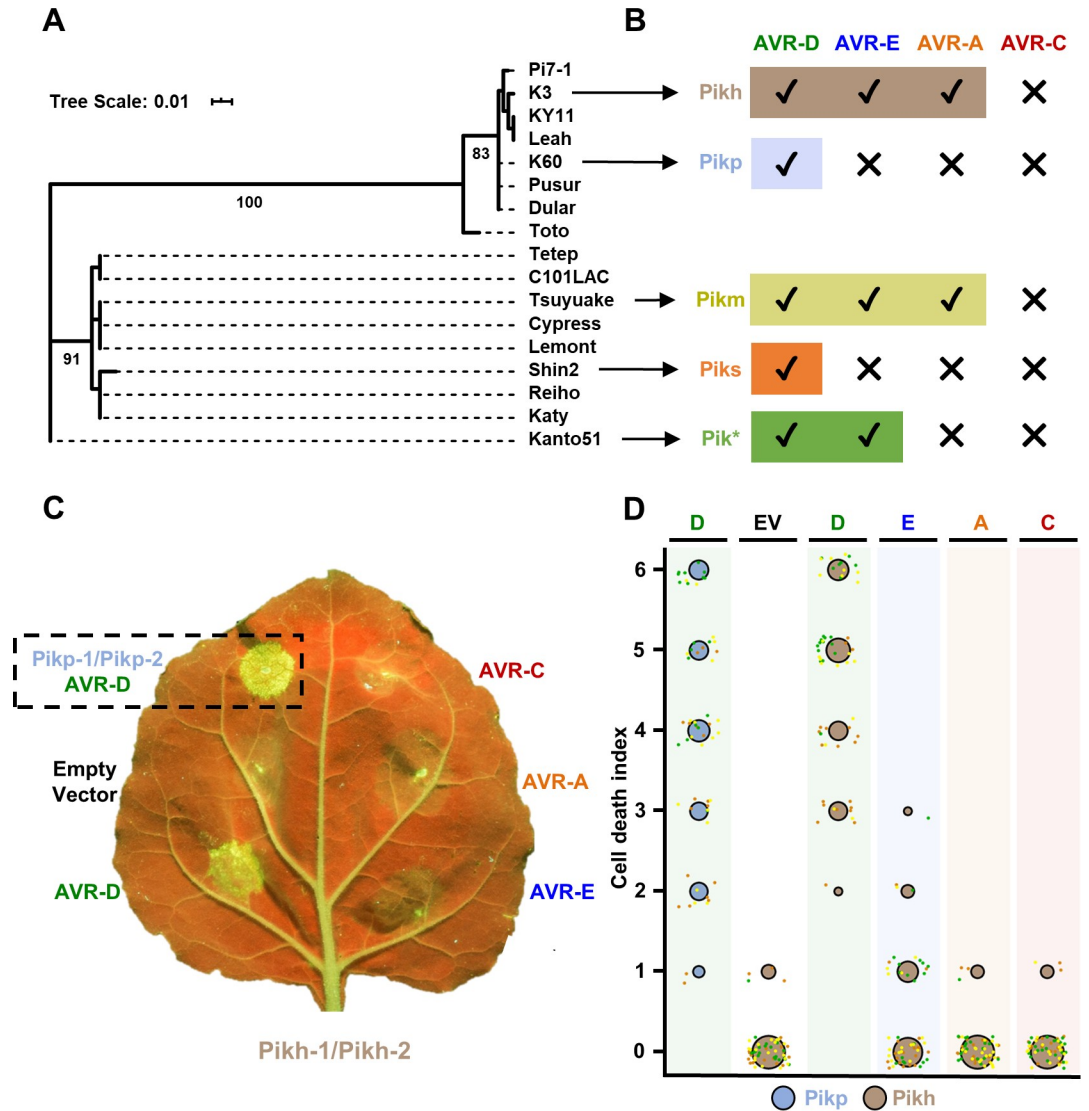 A
Tree Scale: 0.01
83
100
91
Pi7-1
K3
KY11
Leah
K60
Pusur
Dular
Toto
Tetep
C101LAC
Tsuyuake
Cypress
Lemont
Shin2
Reiho
Katy
Kanto51
B
AVR-D AVR-E AVR-A AVR-C
Pikh ✓ ✓ ✓ ✕
Pikp ✓ ✕ ✕ ✕
Pikm ✓ ✓ ✓ ✕
Piks ✓ ✕ ✕ ✕
Pik* ✓ ✓ ✕ ✕
C
Pikp-1/Pikp-2
AVR-D
Empty
Vector
AVR-D
AVR-C
AVR-A
AVR-E
Pikh-1/Pikh-2
D
D EV D E A C
Cell death index
6
5
4
3
2
1
0
Pikp Pikh